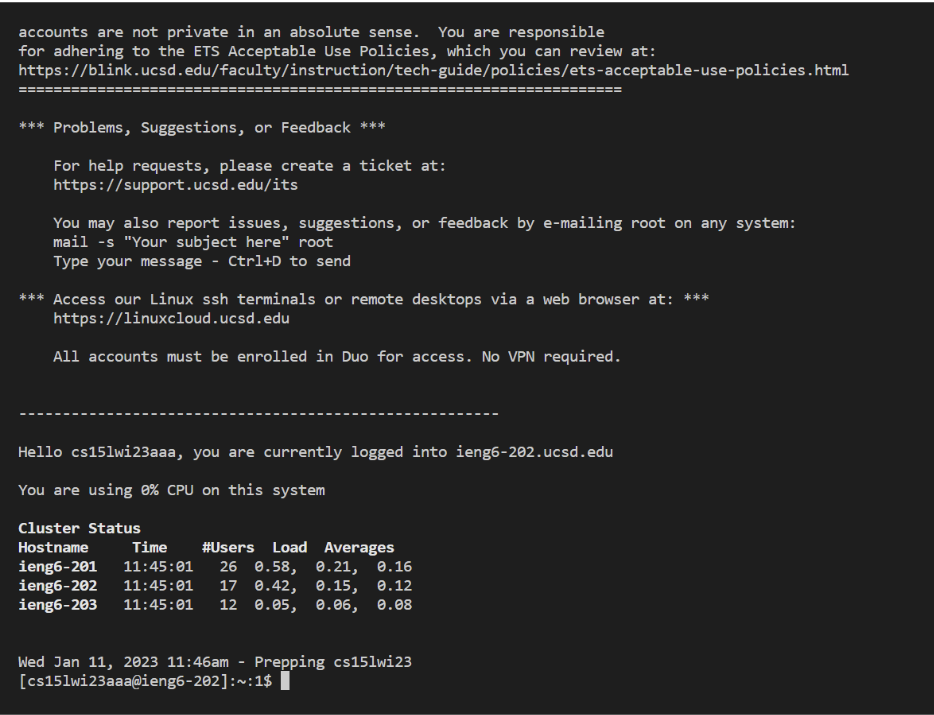 accounts are not private in an absolute sense.  You are responsible
for adhering to the ETS Acceptable Use Policies, which you can review at:
https://blink.ucsd.edu/faculty/instruction/tech-guide/policies/ets-acceptable-use-policies.html
=====================================================================
*** Problems, Suggestions, or Feedback ***
For help requests, please create a ticket at:
https://support.ucsd.edu/its
You may also report issues, suggestions, or feedback by e-mailing root on any system:
mail -s "Your subject here" root
Type your message - Ctrl+D to send
*** Access our Linux ssh terminals or remote desktops via a web browser at: ***
https://linuxcloud.ucsd.edu
All accounts must be enrolled in Duo for access. No VPN required.
-------------------------------------------------------
Hello cs15lwi23aaa, you are currently logged into ieng6-202.ucsd.edu
You are using 0% CPU on this system
Cluster Status
Hostname     Time    #Users  Load  Averages
ieng6-201   11:45:01   26  0.58,  0.21,  0.16
ieng6-202   11:45:01   17  0.42,  0.15,  0.12
ieng6-203   11:45:01   12  0.05,  0.06,  0.08
Wed Jan 11, 2023 11:46am - Prepping cs15lwi23
[cs15lwi23aaa@ieng6-202]:~:1$